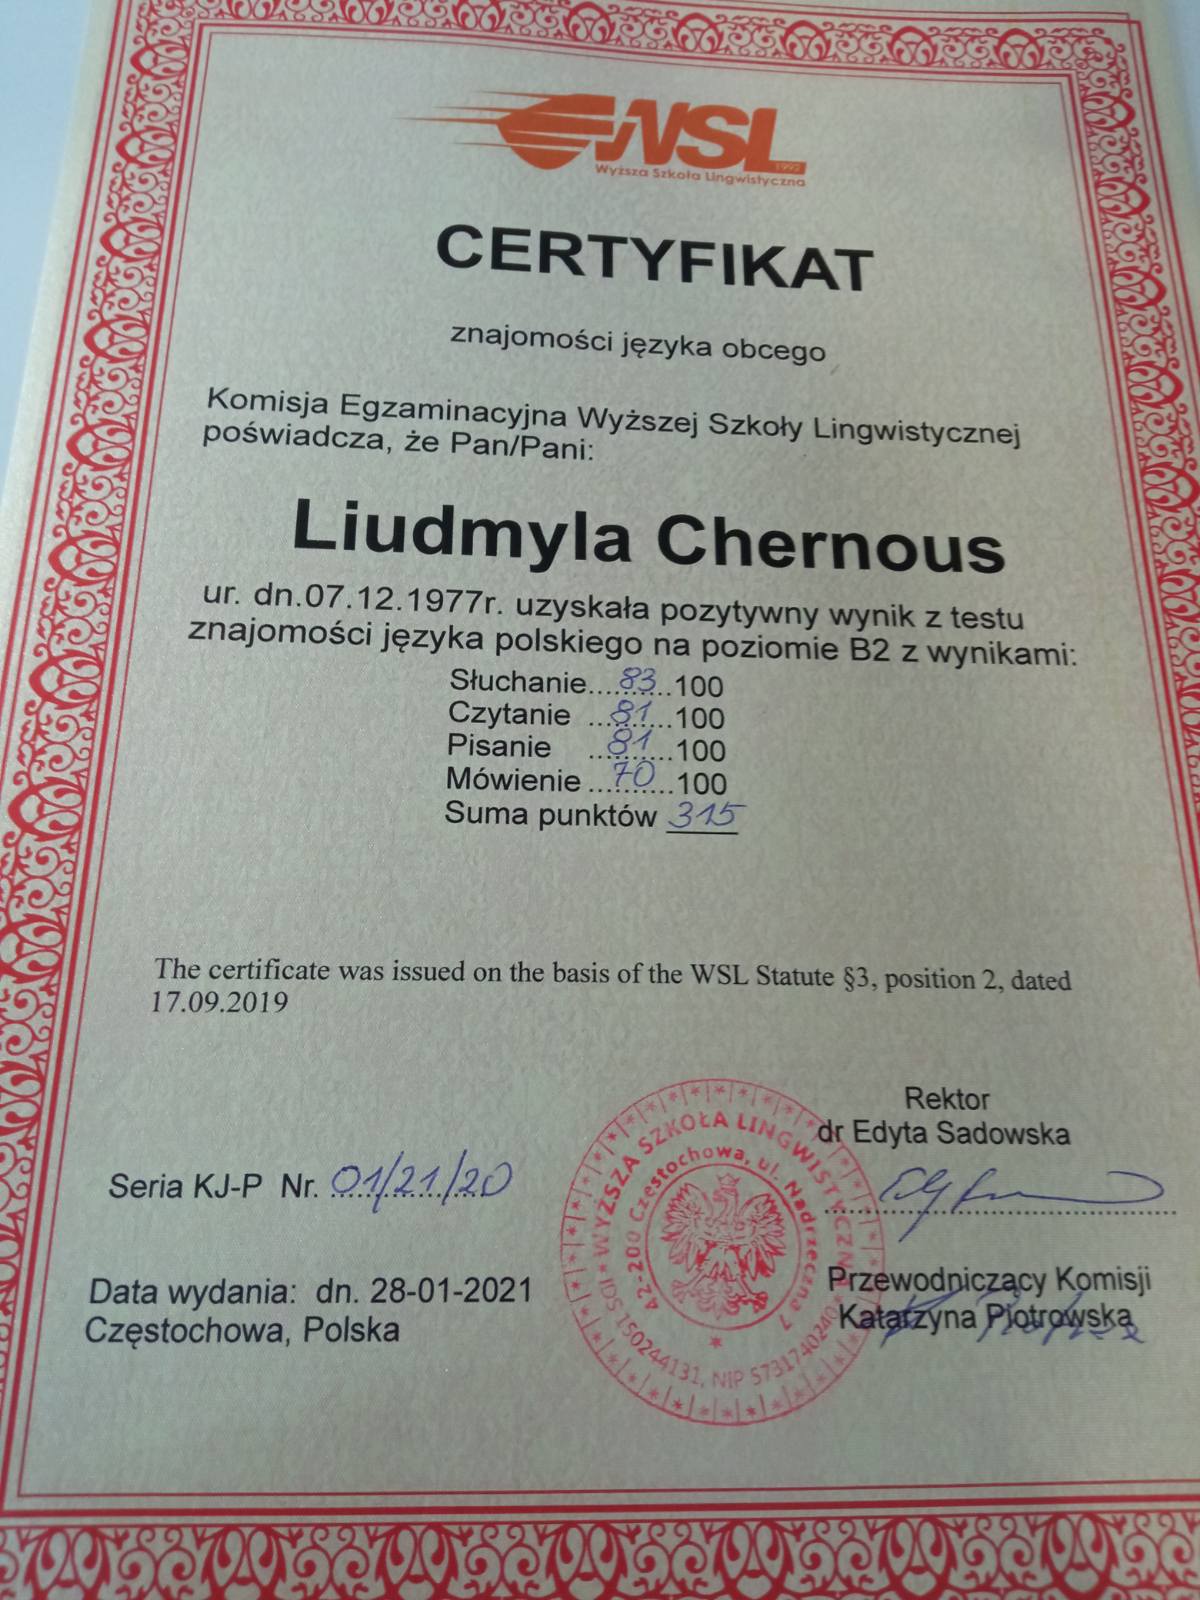 WSL
1992
Wyższa Szkoła Lingwistyczna
CERTYFIKAT
znajomości języka obcego
Komisja Egzaminacyjna Wyższej Szkoły Lingwistycznej
poświadcza, że Pan/Pani:
Liudmyla Chernous
ur. dn.07.12.1977r. uzyskała pozytywny wynik z testu
znajomości języka polskiego na poziomie B2 z wynikami:
Słuchanie....83...100
Czytanie ...81...100
Pisanie ...81...100
Mówienie...70...100
Suma punktów 315
The certificate was issued on the basis of the WSL Statute §3, position 2, dated
17.09.2019
Rektor
dr Edyta Sadowska
Seria KJ-P Nr. 01/21/20
Przewodniczący Komisji
Katarzyna Piotrowska
Data wydania: dn. 28-01-2021
Częstochowa, Polska
WYŻSZA SZKOŁA LINGWISTYCZNA
42-200 Częstochowa, ul. Nadrzeczna 7
150244131, NIP 573174024